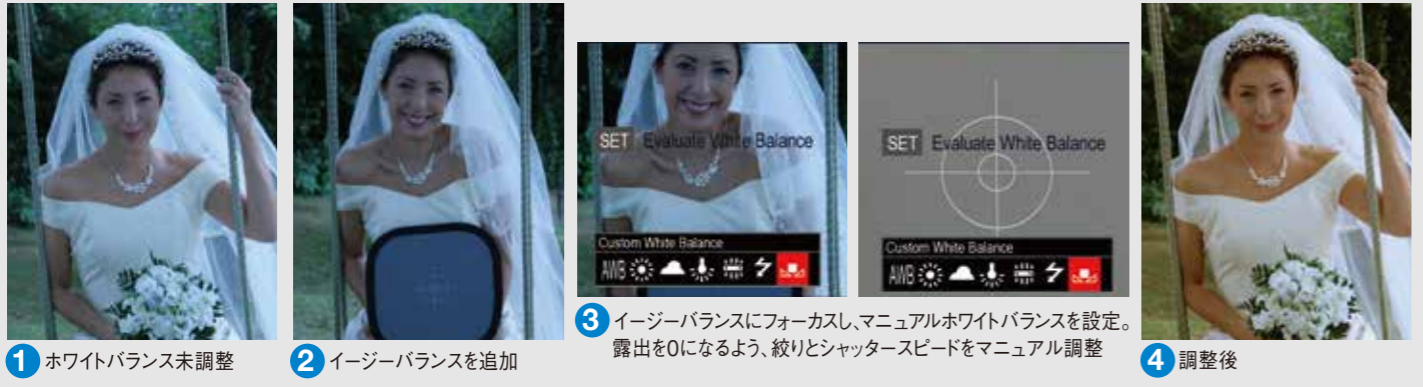 SET Evaluate White Balance
Custom White Balance
AWB
SET Evaluate White Balance
Custom White Balance
AWB
1 ホワイトバランス未調整
2 イージーバランスを追加
3 イージーバランスにフォーカスし、マニュアルホワイトバランスを設定。
露出を0になるよう、絞りとシャッタースピードをマニュアル調整
4 調整後